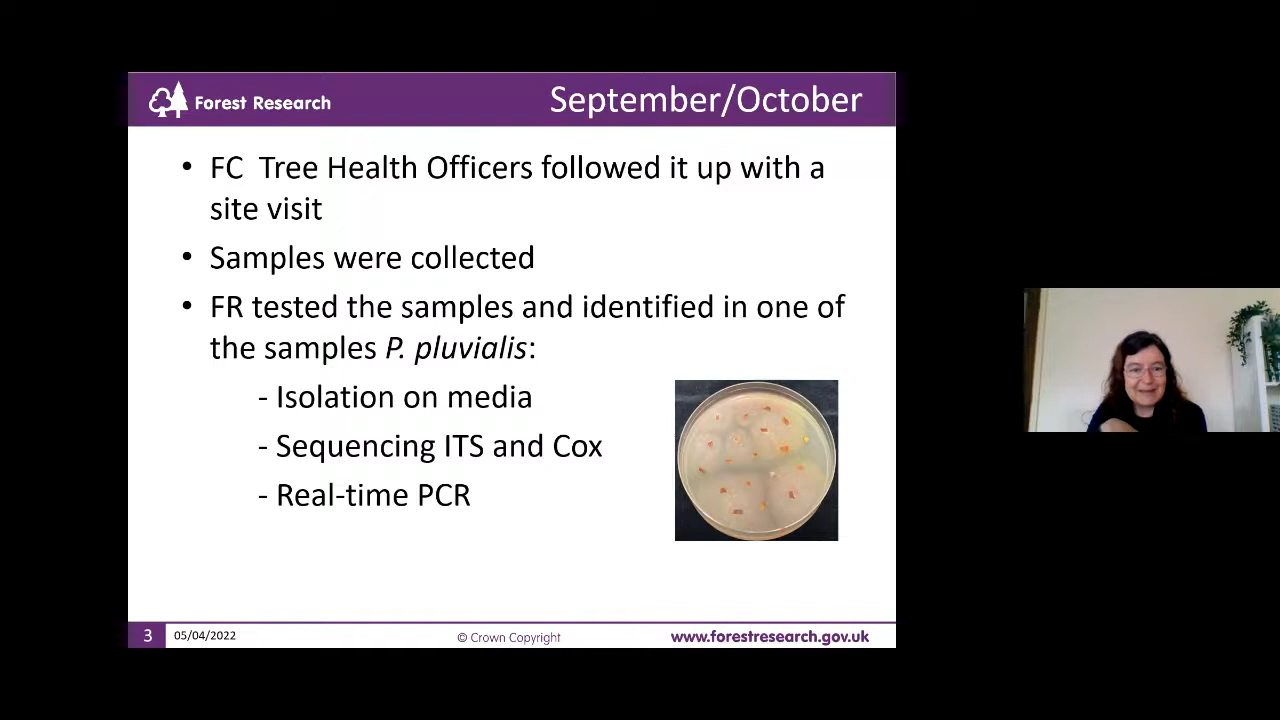 Forest Research
September/October
• FC  Tree Health Officers followed it up with a
site visit
• Samples were collected
• FR tested the samples and identified in one of
the samples P. pluvialis:
- Isolation on media
- Sequencing ITS and Cox
- Real-time PCR
3
05/04/2022
© Crown Copyright
www.forestresearch.gov.uk